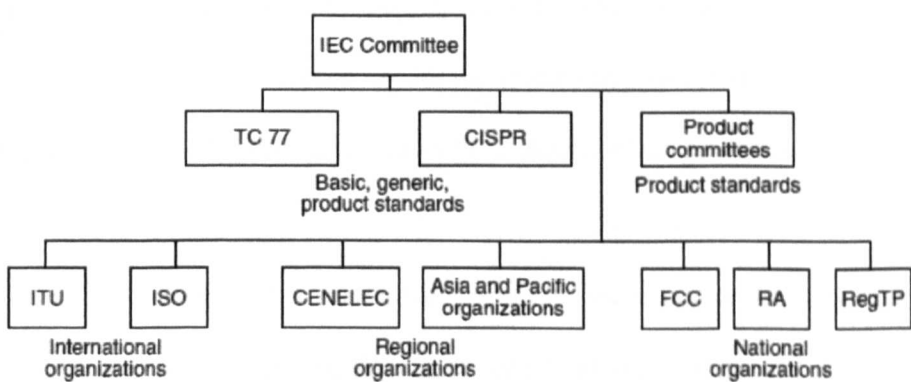 IEC Committee
TC 77
CISPR
Product
committees
Basic, generic,
product standards
Product standards
ITU
ISO
CENELEC
Asia and Pacific
organizations
FCC
RA
RegTP
International
organizations
Regional
organizations
National
organizations